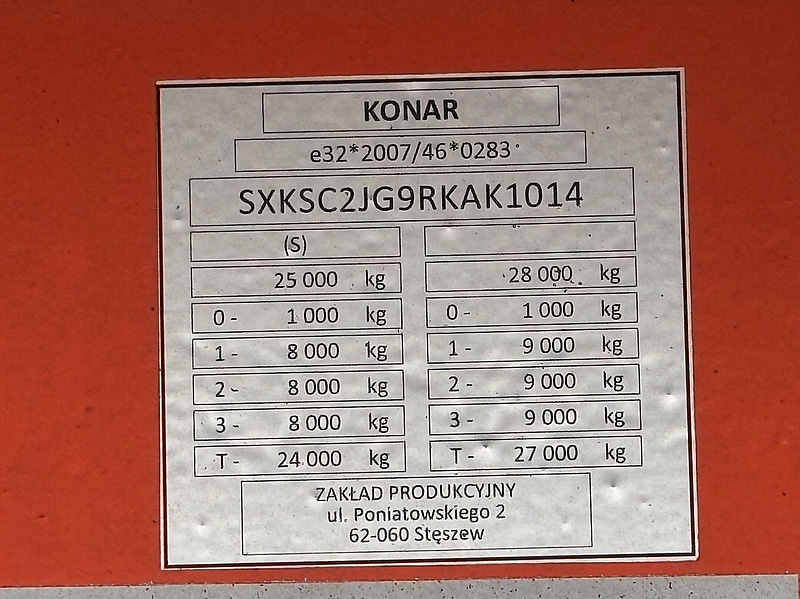 KONAR
e32*2007/46*0283*
SXKSC2JG9RKAK1014
(S)
25 000 kg 28 000 kg
0 - 1 000 kg 0 - 1 000 kg
1 - 8 000 kg 1 - 9 000 kg
2 - 8 000 kg 2 - 9 000 kg
3 - 8 000 kg 3 - 9 000 kg
T - 24 000 kg T - 27 000 kg
ZAKŁAD PRODUKCYJNY
ul. Poniatowskiego 2
62-060 Stęszew